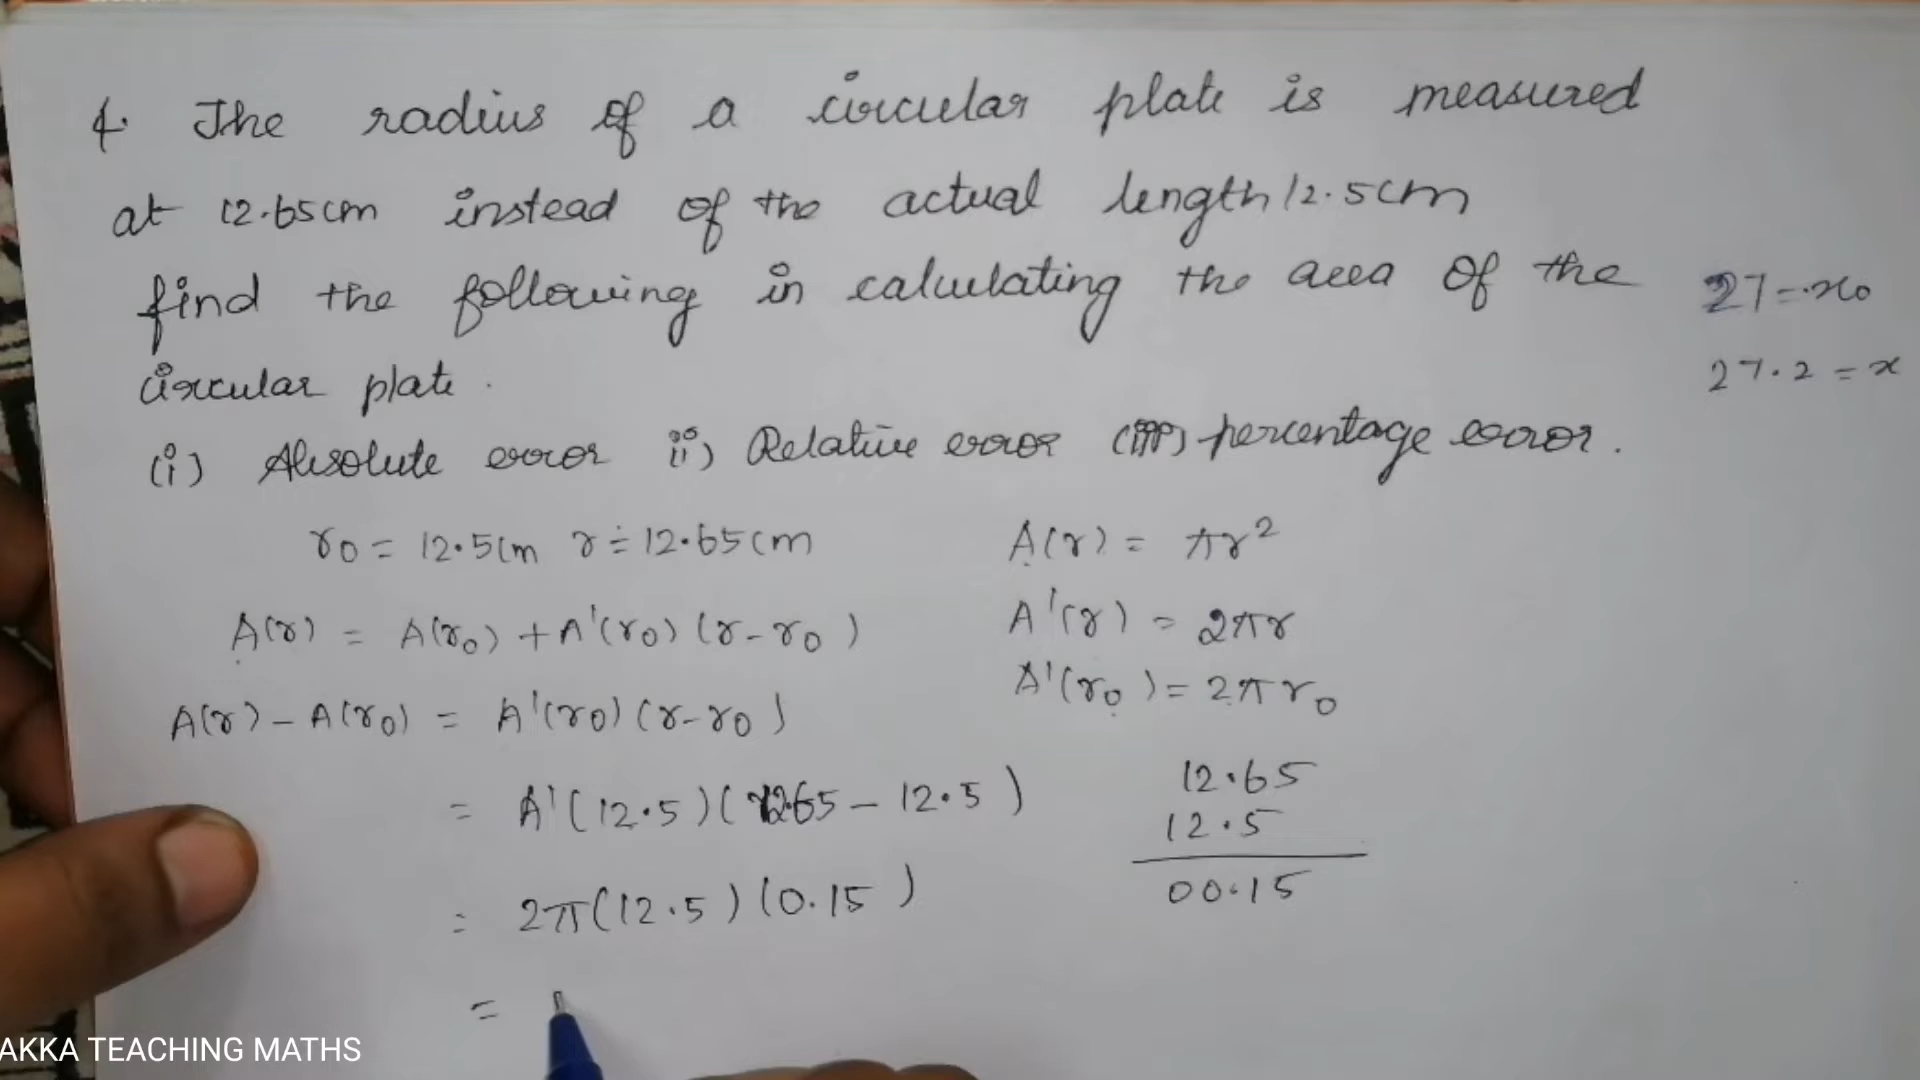 4. The radius of a circular plate is measured
at 12.65cm instead of the actual length 12.5cm
find the following in calculating the area of the
circular plate.
(i) Absolute error ii) Relative error (iii) percentage error.
27 = x0
27.2 = x
r0 = 12.5cm r = 12.65cm
A(r) = A(r0) + A'(r0) (r - r0)
A(r) - A(r0) = A'(r0) (r - r0)
= A'(12.5) (12.65 - 12.5)
= 2π(12.5) (0.15)
=
A(r) = πr²
A'(r) = 2πr
A'(r0) = 2πr0
12.65
12.5
00.15
AKKA TEACHING MATHS